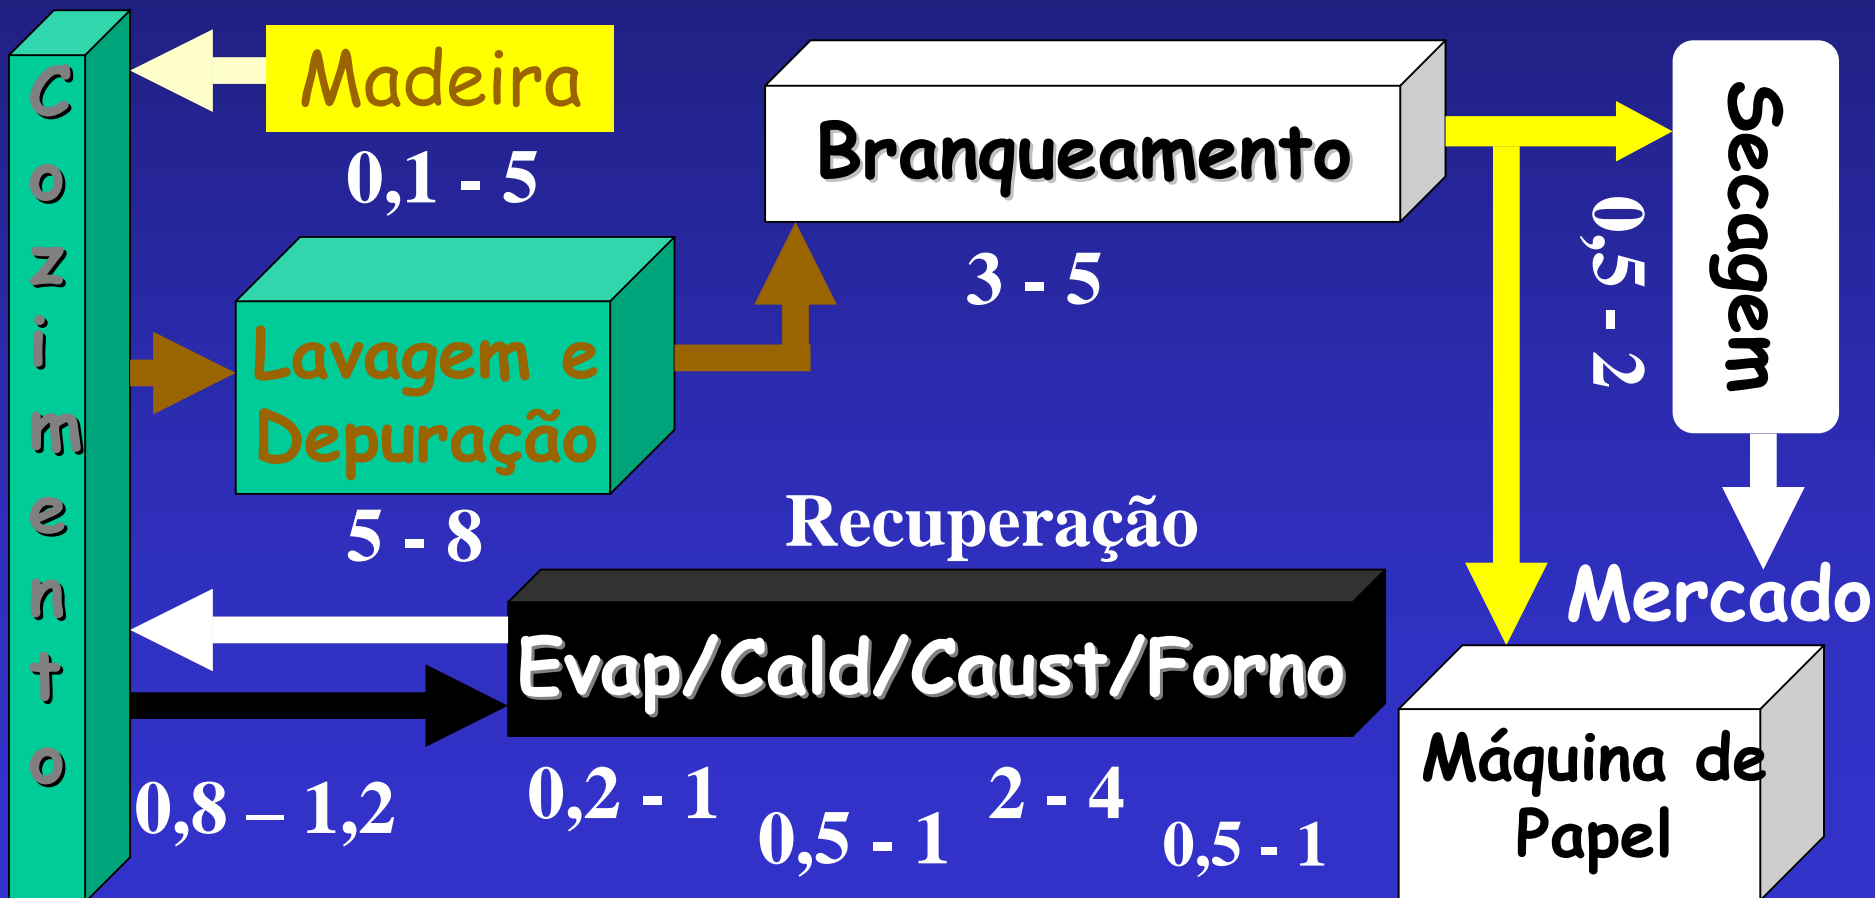 Cozimento
Madeira
0,1 - 5
Branqueamento
3 - 5
Secagem
0,5 - 2
Lavagem e
Depuração
5 - 8
Recuperação
Evap/Cald/Caust/Forno
Mercado
Máquina de
Papel
0,8 – 1,2
0,2 - 1
0,5 - 1
2 - 4
0,5 - 1